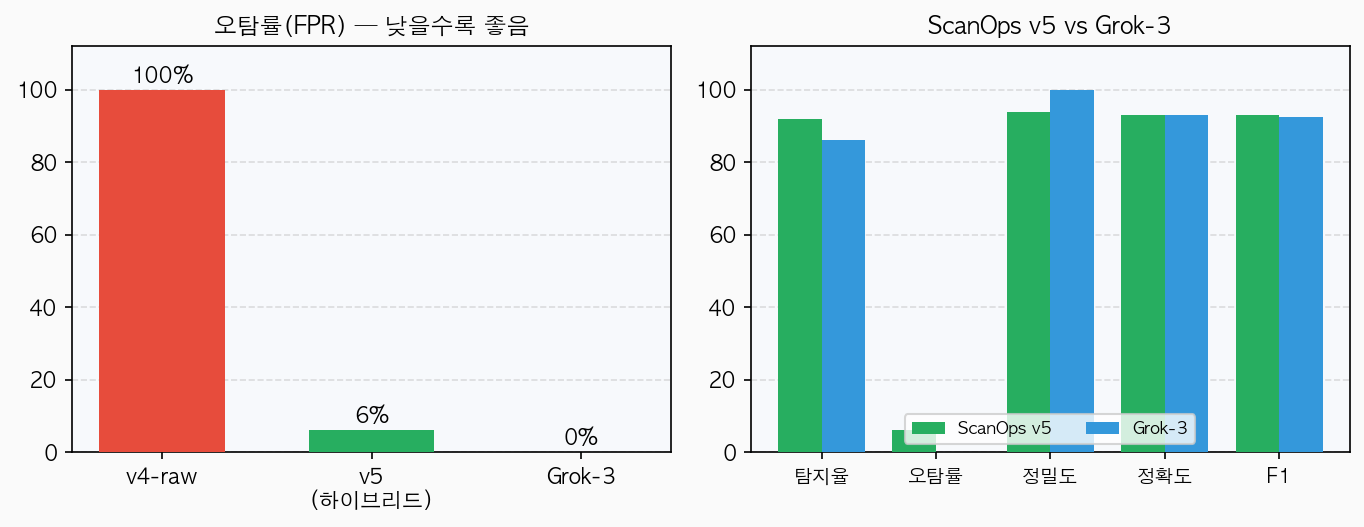 오탐률(FPR) — 낮을수록 좋음
100
80
60
40
20
0
100%
6%
0%
v4-raw
v5
(하이브리드)
Grok-3
ScanOps v5 vs Grok-3
100
80
60
40
20
0
ScanOps v5
Grok-3
탐지율
오탐률
정밀도
정확도
F1